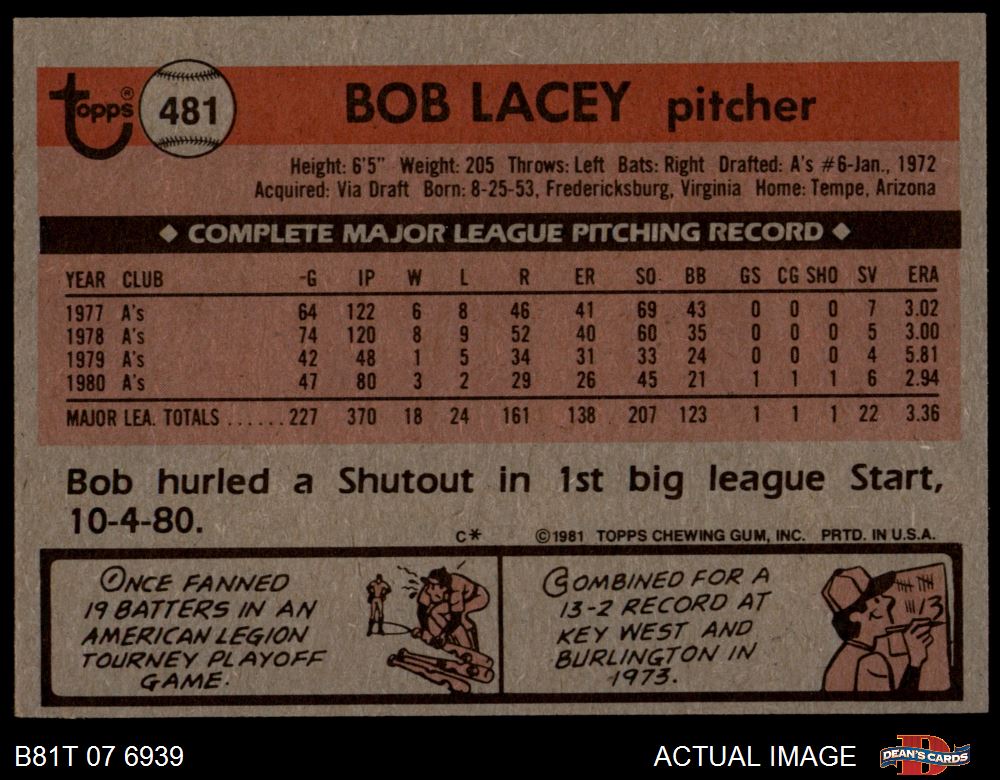 Topps®
481
BOB LACEY pitcher
Height: 6'5" Weight: 205 Throws: Left Bats: Right Drafted: A's #6-Jan., 1972
Acquired: Via Draft Born: 8-25-53, Fredericksburg, Virginia Home: Tempe, Arizona
◆ COMPLETE MAJOR LEAGUE PITCHING RECORD ◆
YEAR CLUB -G IP W L R ER SO BB GS CG SHO SV ERA
1977 A's 64 122 6 8 46 41 69 43 0 0 0 7 3.02
1978 A's 74 120 8 9 52 40 60 35 0 0 0 5 3.00
1979 A's 42 48 1 5 34 31 33 24 0 0 0 4 5.81
1980 A's 47 80 3 2 29 26 45 21 1 1 1 6 2.94
MAJOR LEA. TOTALS ...... 227 370 18 24 161 138 207 123 1 1 1 22 3.36
Bob hurled a Shutout in 1st big league Start,
10-4-80.
C* ©1981 TOPPS CHEWING GUM, INC. PRTD. IN U.S.A.
ONCE FANNED
19 BATTERS IN AN
AMERICAN LEGION
TOURNEY PLAYOFF
GAME.
COMBINED FOR A
13-2 RECORD AT
KEY WEST AND
BURLINGTON IN
1973.
13
B81T 07 6939
ACTUAL IMAGE
DEAN'S CARDS